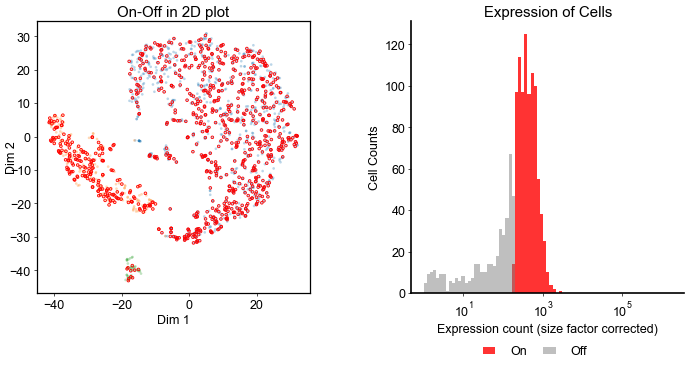 On-Off in 2D plot
30
20
10
0
−10
−20
−30
−40
Dim 2
−40
−20
0
20
Dim 1
Expression of Cells
120
100
80
60
40
20
0
Cell Counts
10^1
10^3
10^5
Expression count (size factor corrected)
On
Off